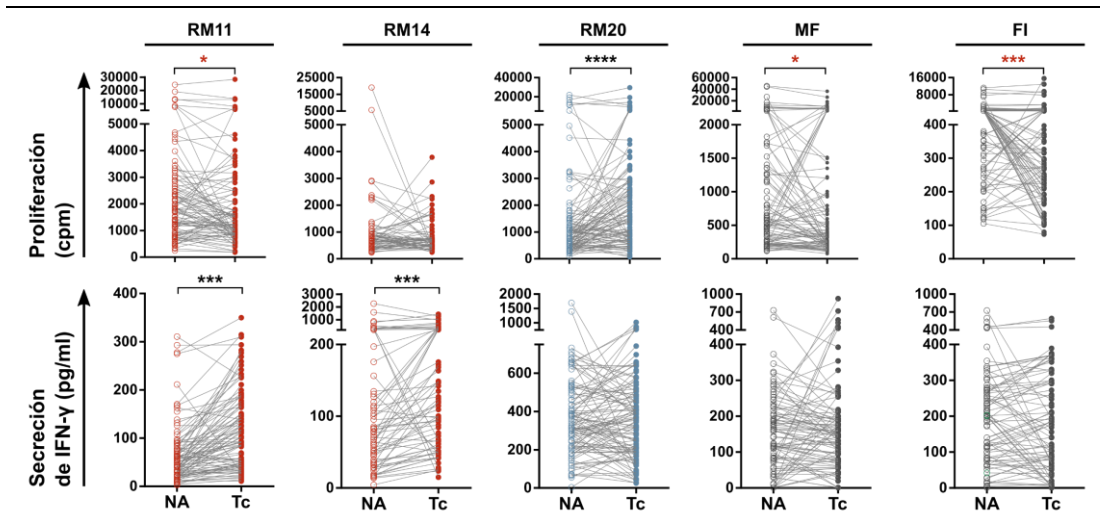 RM11 RM14 RM20 MF FI
Proliferación
(cpm)
* **** * ***
30000 25000 40000 60000 16000
20000 15000 20000 40000 8000
10000 5000 5000 20000 400
5000 5000 4000 2000 300
4000 4000 3000 1500 200
3000 3000 2000 1000 100
2000 2000 1000 500 0
1000 1000 0 0
0 0
Secreción
de IFN-γ (pg/ml)
*** ***
400 3000 2000 1000 1000
300 2000 1500 700 700
200 1000 1000 400 400
100 200 800 400 400
0 100 600 300 300
0 400 200 200
200 100 100
0 0 0
NA Tc NA Tc NA Tc NA Tc NA Tc